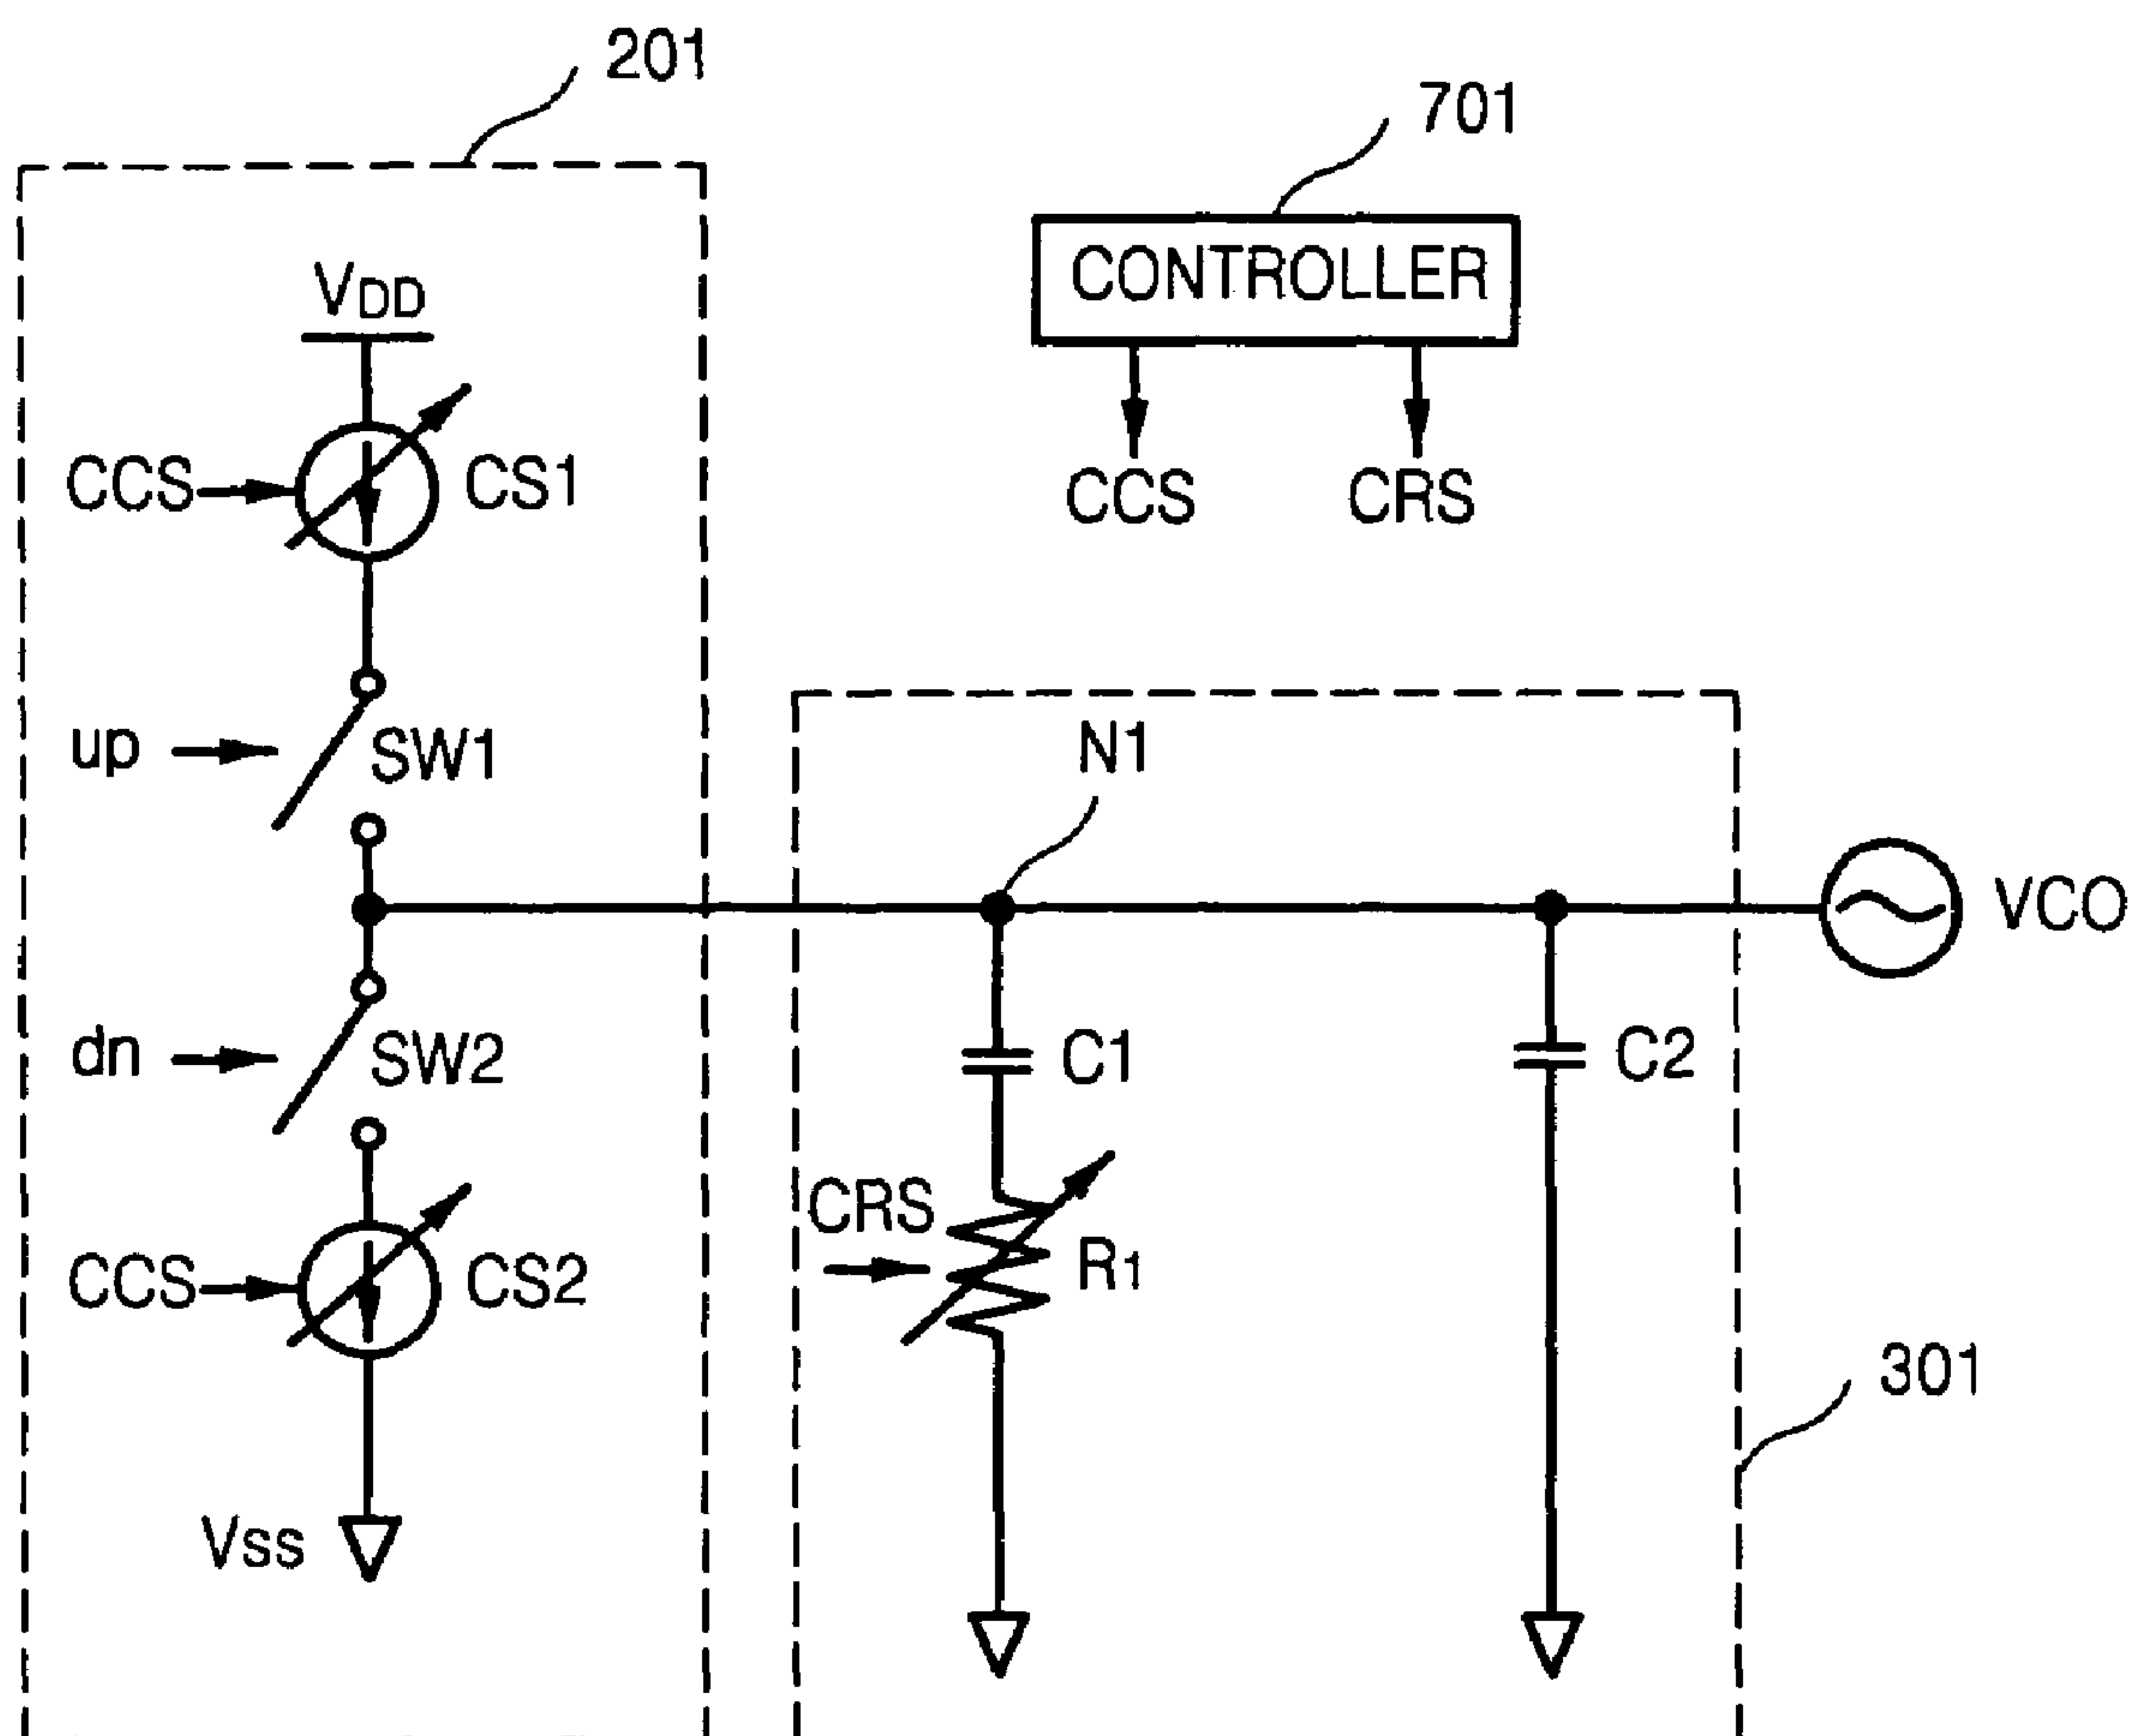 201
701
CONTROLLER
VDD
CCS
CS1
CCS
CRS
up
SW1
N1
VCO
dn
SW2
C1
C2
CRS
R1
CCS
CS2
301
Vss